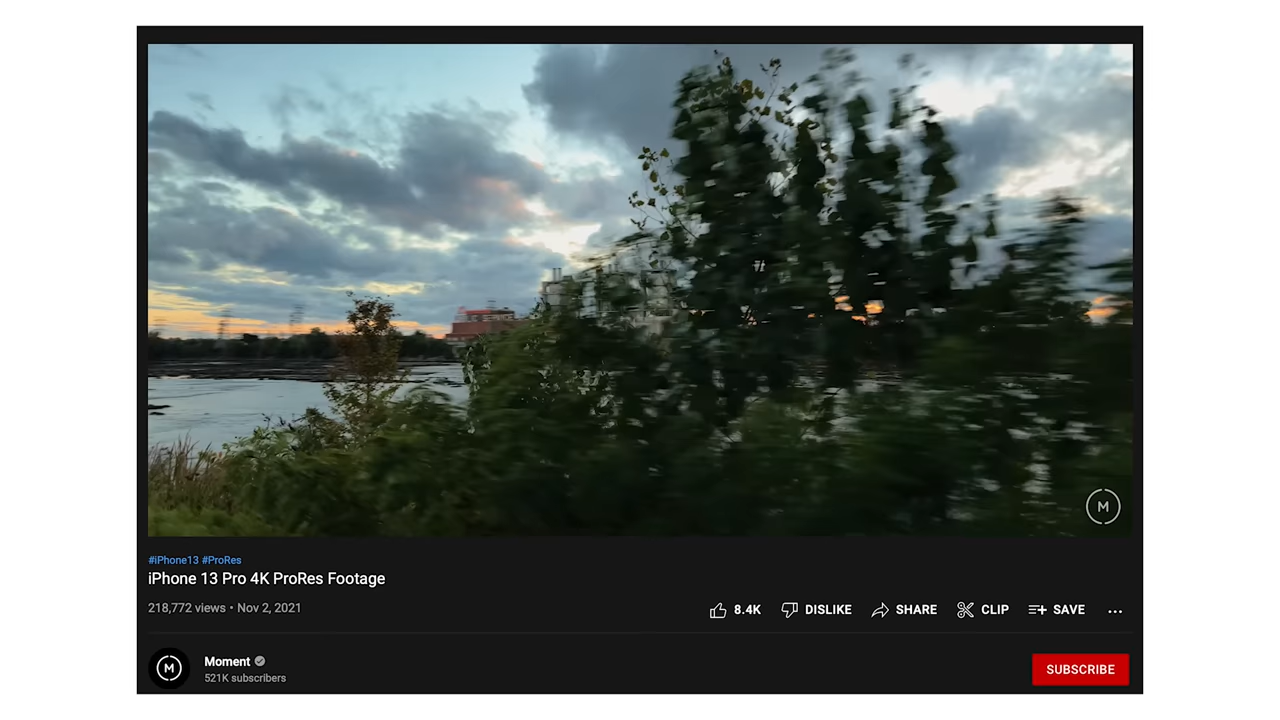 M
#iPhone13 #ProRes
iPhone 13 Pro 4K ProRes Footage
218,772 views • Nov 2, 2021
8.4K DISLIKE SHARE CLIP SAVE ...
M
Moment
521K subscribers
SUBSCRIBE